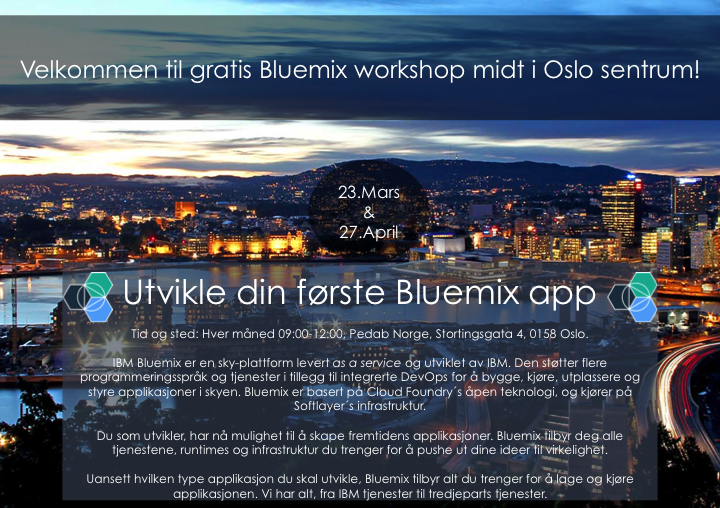 Velkommen til gratis Bluemix workshop midt i Oslo sentrum!
23.Mars
&
27.April
Utvikle din første Bluemix app
Tid og sted: Hver måned 09:00-12:00, Pedab Norge, Stortingsgata 4, 0158 Oslo.
IBM Bluemix er en sky-plattform levert as a service og utviklet av IBM. Den støtter flere
programmeringsspråk og tjenester i tillegg til integrerte DevOps for å bygge, kjøre, utplassere og
styre applikasjoner i skyen. Bluemix er basert på Cloud Foundry´s åpen teknologi, og kjører på
Softlayer´s infrastruktur.
Du som utvikler, har nå mulighet til å skape fremtidens applikasjoner. Bluemix tilbyr deg alle
tjenestene, runtimes og infrastruktur du trenger for å pushe ut dine ideer til virkelighet.
Uansett hvilken type applikasjon du skal utvikle, Bluemix tilbyr alt du trenger for å lage og kjøre
applikasjonen. Vi har alt, fra IBM tjenester til tredjeparts tjenester.